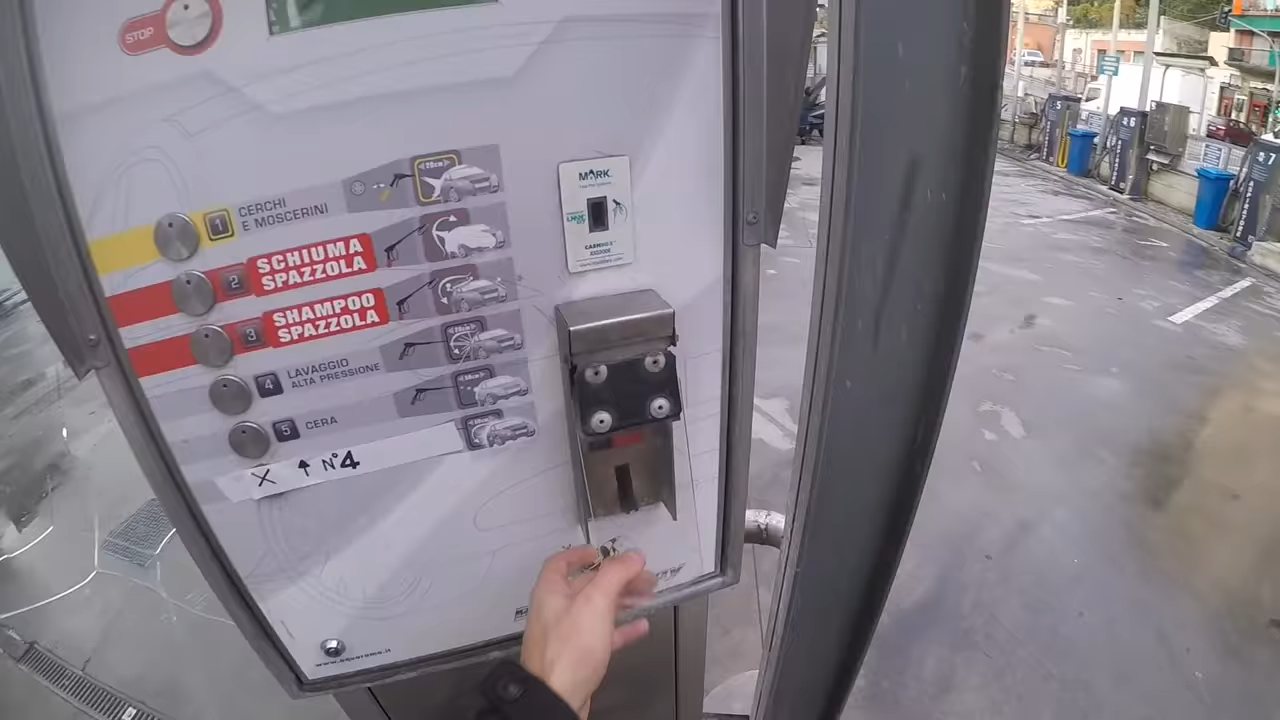 STOP
1
CERCHI
E MOSCERINI
2
SCHIUMA
SPAZZOLA
3
SHAMPOO
SPAZZOLA
4
LAVAGGIO
ALTA PRESSIONE
5
CERA
X ↑ N°4
MARK
5
6
7